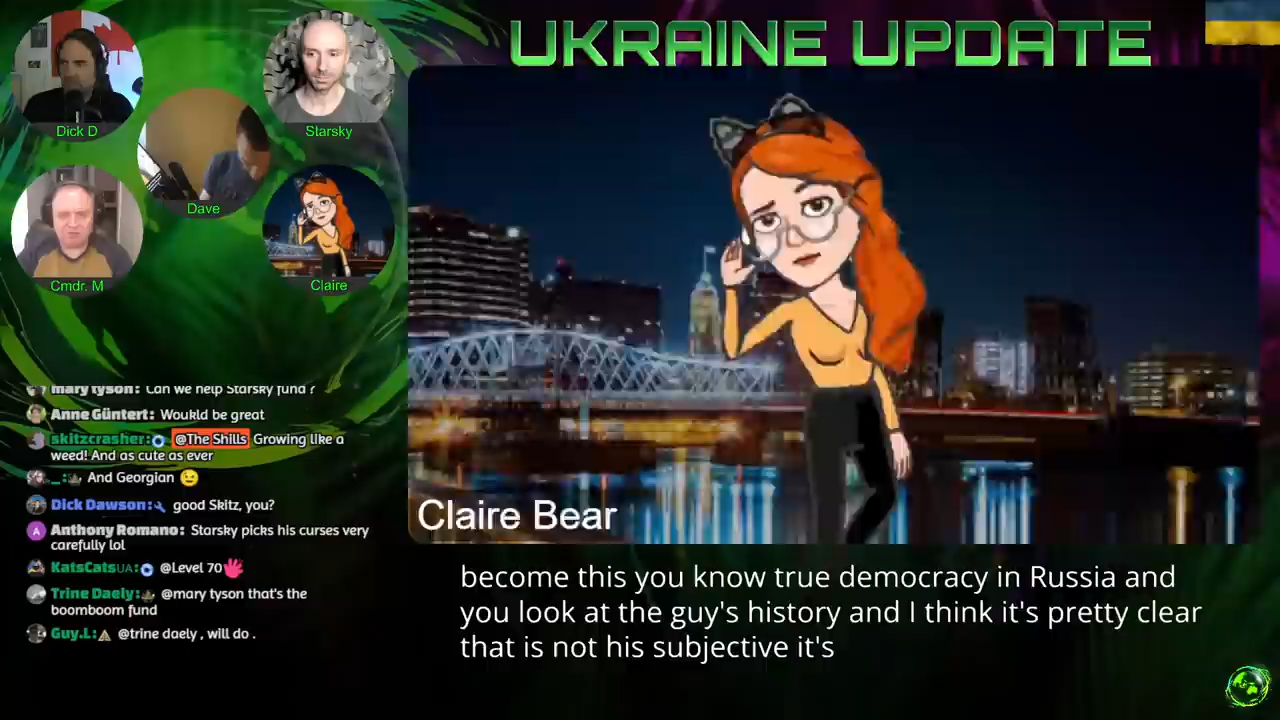 UKRAINE UPDATE
Dick D
Starsky
Dave
Cmdr. M
Claire
mary tyson: Can we help Starsky fund ?
Anne Güntert: Woukld be great
skitzcrasher: @The Shills Growing like a
weed! And as cute as ever
_: And Georgian
Dick Dawson: good Skitz, you?
A
Anthony Romano: Starsky picks his curses very
carefully lol
KatsCatsUA: @Level 70
Trine Daely: @mary tyson that's the
boomboom fund
Guy.L: @trine daely , will do .
Claire Bear
become this you know true democracy in Russia and
you look at the guy's history and I think it's pretty clear
that is not his subjective it's